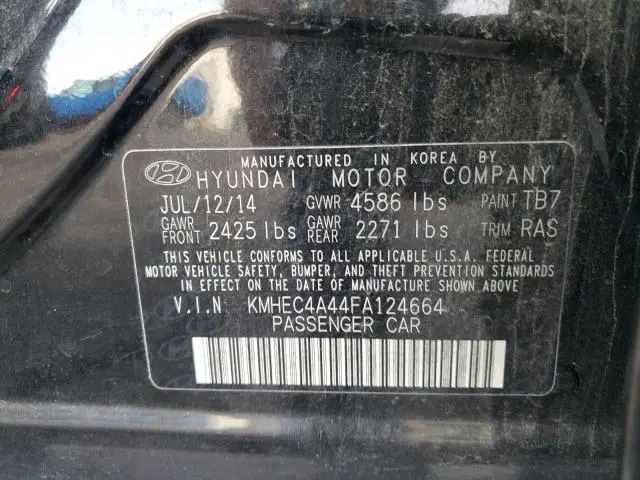 MANUFACTURED IN KOREA BY
HYUNDAI MOTOR COMPANY
JUL/12/14 GVWR 4586 lbs PAINT TB7
GAWR FRONT 2425 lbs GAWR REAR 2271 lbs TRIM RAS
THIS VEHICLE CONFORMS TO ALL APPLICABLE U.S.A. FEDERAL
MOTOR VEHICLE SAFETY, BUMPER, AND THEFT PREVENTION STANDARDS
IN EFFECT ON THE DATE OF MANUFACTURE SHOWN ABOVE
V.I.N KMHEC4A44FA124664
PASSENGER CAR